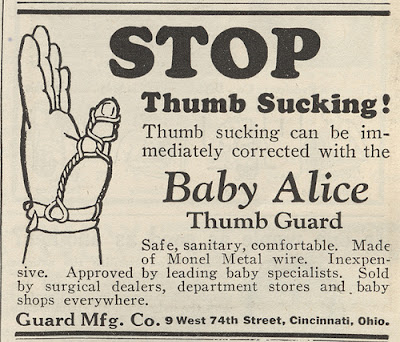 STOP
Thumb Sucking!
Thumb sucking can be im-
mediately corrected with the
Baby Alice
Thumb Guard
Safe, sanitary, comfortable. Made
of Monel Metal wire. Inexpen-
sive. Approved by leading baby specialists. Sold
by surgical dealers, department stores and baby
shops everywhere.
Guard Mfg. Co. 9 West 74th Street, Cincinnati, Ohio.